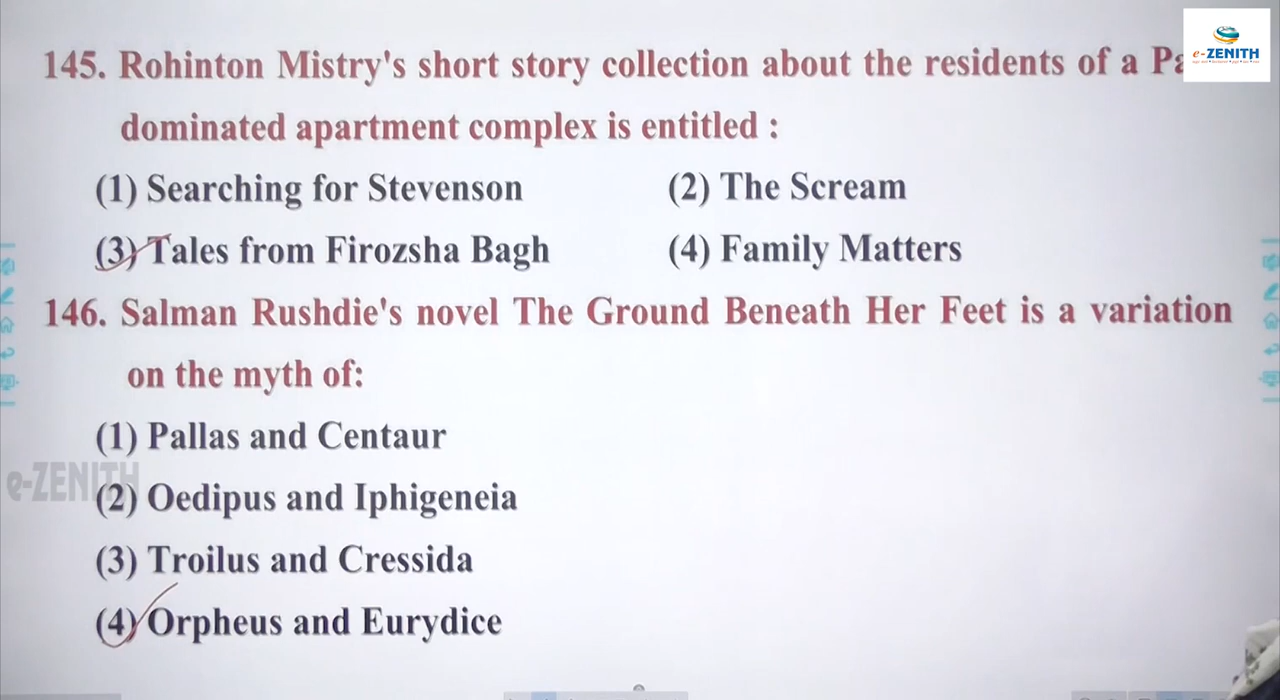 e-ZENITH
145. Rohinton Mistry's short story collection about the residents of a Pa
dominated apartment complex is entitled :
(1) Searching for Stevenson
(2) The Scream
(3) Tales from Firozsha Bagh
(4) Family Matters
146. Salman Rushdie's novel The Ground Beneath Her Feet is a variation
on the myth of:
(1) Pallas and Centaur
e-ZENITH
(2) Oedipus and Iphigeneia
(3) Troilus and Cressida
(4) Orpheus and Eurydice